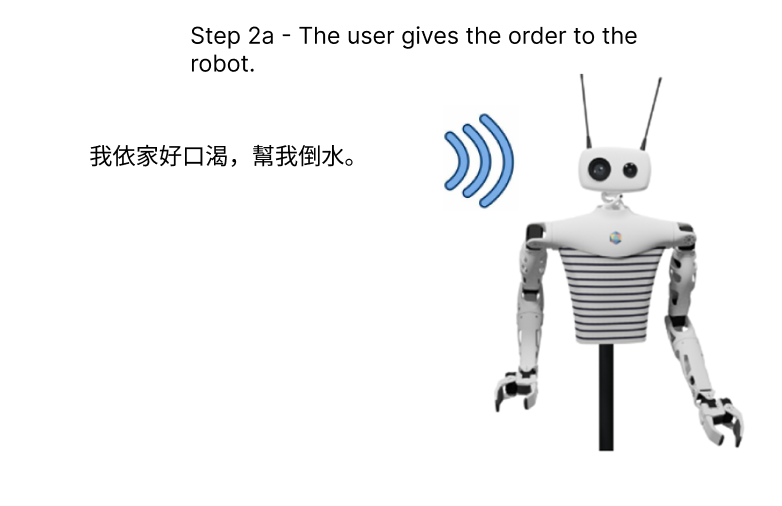 Step 2a - The user gives the order to the
robot.
我依家好口渴，幫我倒水。